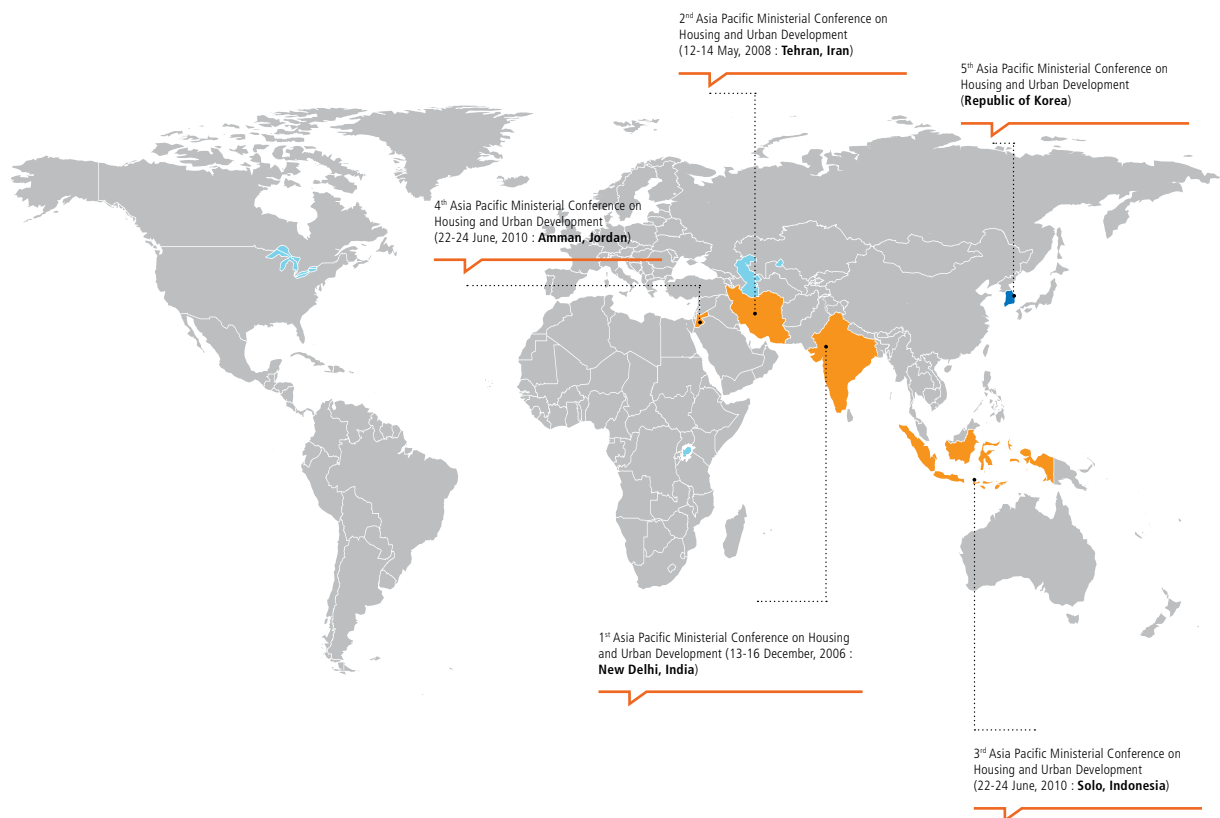 2nd Asia Pacific Ministerial Conference on
Housing and Urban Development
(12-14 May, 2008 : Tehran, Iran)
5th Asia Pacific Ministerial Conference on
Housing and Urban Development
(Republic of Korea)
4th Asia Pacific Ministerial Conference on
Housing and Urban Development
(22-24 June, 2010 : Amman, Jordan)
1st Asia Pacific Ministerial Conference on Housing
and Urban Development (13-16 December, 2006 :
New Delhi, India)
3rd Asia Pacific Ministerial Conference on
Housing and Urban Development
(22-24 June, 2010 : Solo, Indonesia)